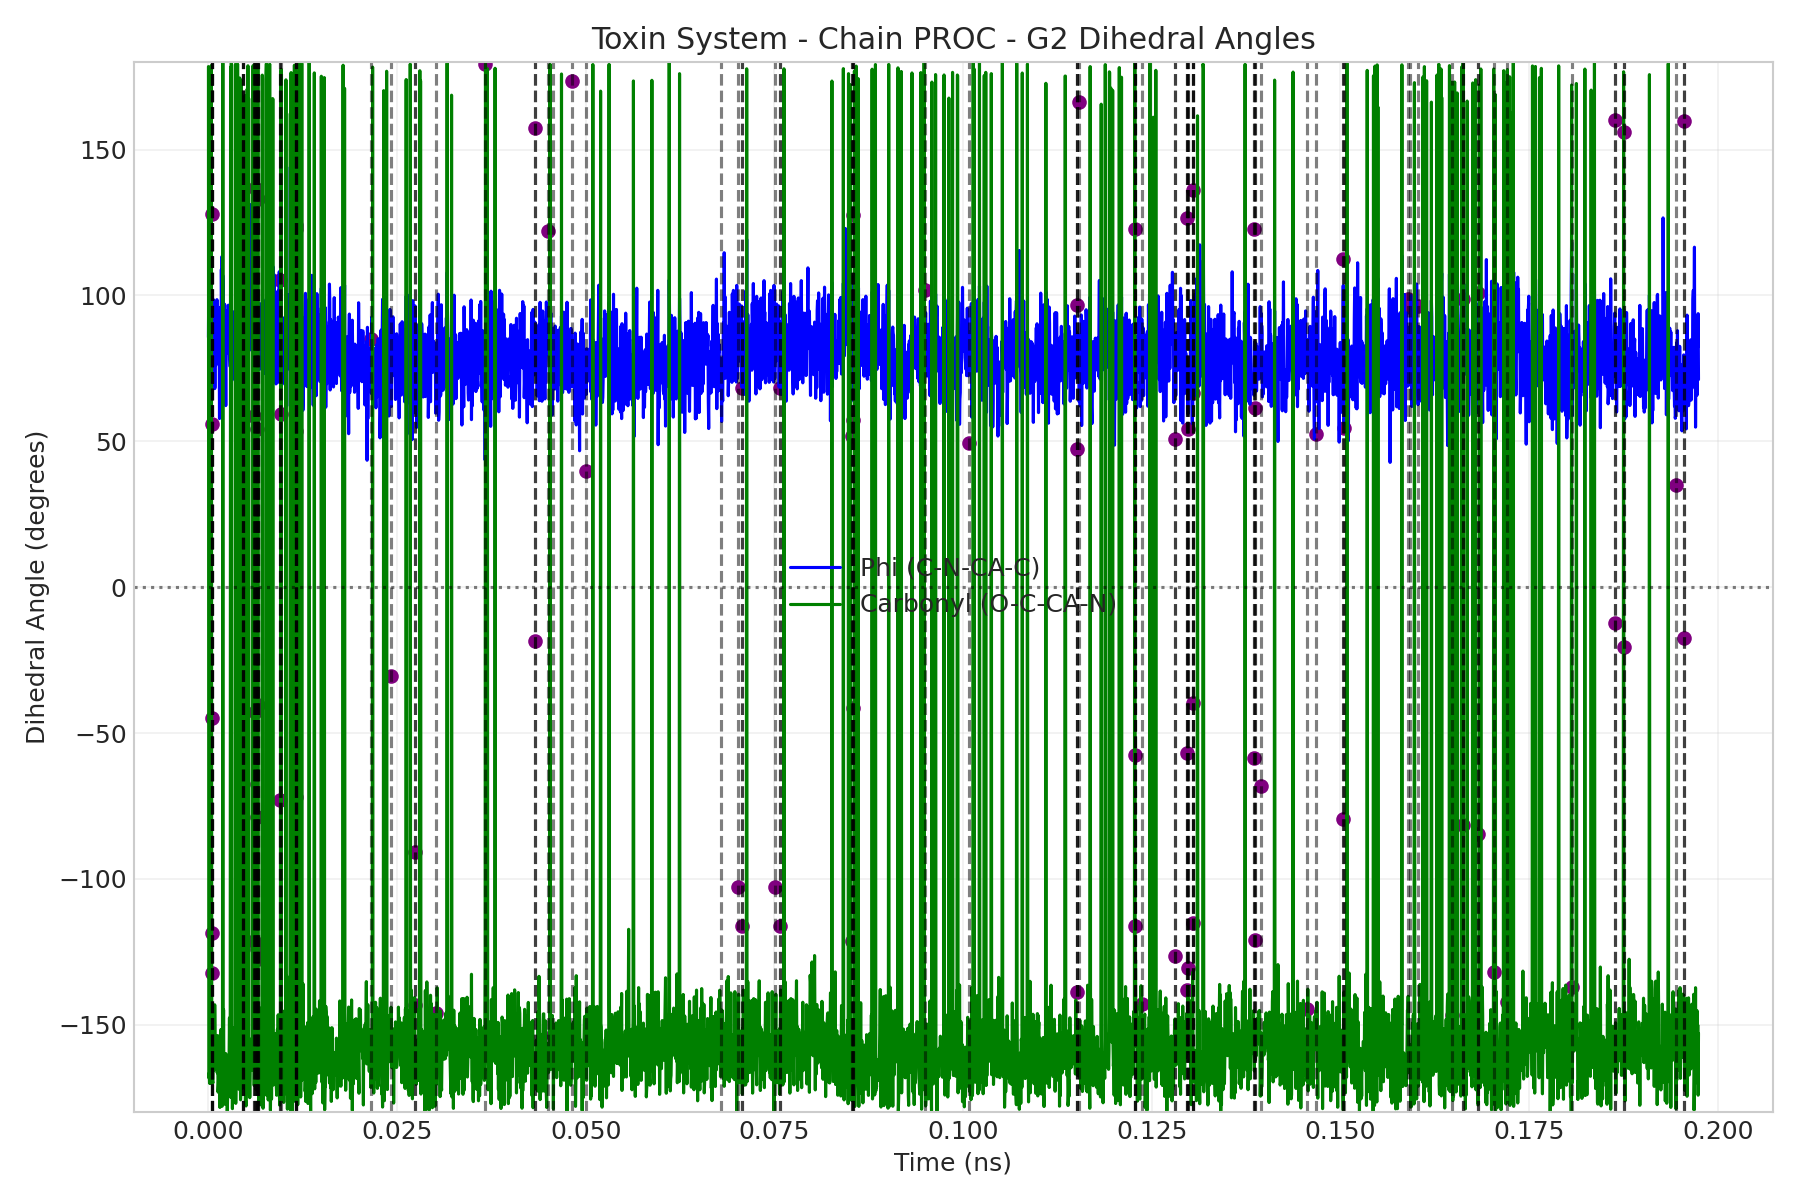 Toxin System - Chain PROC - G2 Dihedral Angles
Dihedral Angle (degrees)
150
100
50
0
−50
−100
−150
Phi (C-N-CA-C)
Carbonyl (O-C-CA-N)
0.000 0.025 0.050 0.075 0.100 0.125 0.150 0.175 0.200
Time (ns)